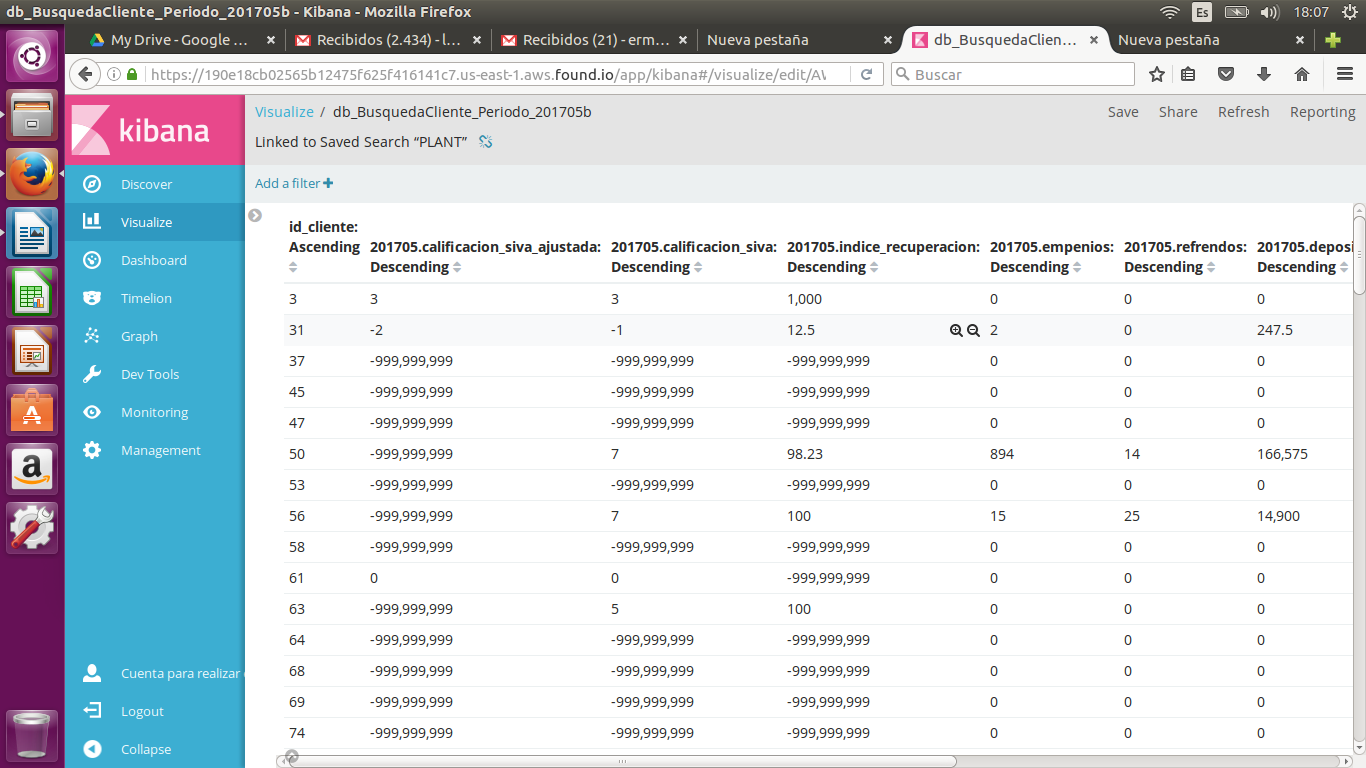 db_BusquedaCliente_Periodo_201705b - Kibana - Mozilla Firefox
Es
18:07
My Drive - Google ...
Recibidos (2.434) - l...
Recibidos (21) - erm...
Nueva pestaña
db_BusquedaClien...
Nueva pestaña
https://190e18cb02565b12475f625f416141c7.us-east-1.aws.found.io/app/kibana#/visualize/edit/AV
Buscar
kibana
Discover
Visualize
Dashboard
Timelion
Graph
Dev Tools
Monitoring
Management
Cuenta para realizar
Logout
Collapse
Visualize / db_BusquedaCliente_Periodo_201705b
Save Share Refresh Reporting
Linked to Saved Search “PLANT”
Add a filter +
id_cliente: Ascending 201705.calificacion_siva_ajustada: Descending 201705.calificacion_siva: Descending 201705.indice_recuperacion: Descending 201705.empenios: Descending 201705.refrendos: Descending 201705.deposi Descending
3 3 3 1,000 0 0 0
31 -2 -1 12.5 2 0 247.5
37 -999,999,999 -999,999,999 -999,999,999 0 0 0
45 -999,999,999 -999,999,999 -999,999,999 0 0 0
47 -999,999,999 -999,999,999 -999,999,999 0 0 0
50 -999,999,999 7 98.23 894 14 166,575
53 -999,999,999 -999,999,999 -999,999,999 0 0 0
56 -999,999,999 7 100 15 25 14,900
58 -999,999,999 -999,999,999 -999,999,999 0 0 0
61 0 0 -999,999,999 0 0 0
63 -999,999,999 5 100 0 0 0
64 -999,999,999 -999,999,999 -999,999,999 0 0 0
68 -999,999,999 -999,999,999 -999,999,999 0 0 0
69 -999,999,999 -999,999,999 -999,999,999 0 0 0
74 -999,999,999 -999,999,999 -999,999,999 0 0 0